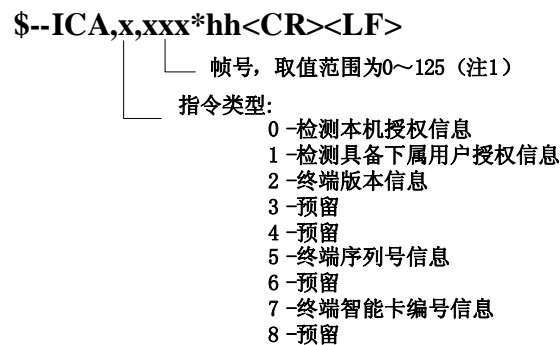 $--ICA,x,xxx*hh<CR><LF>
帧号，取值范围为0～125（注1）
指令类型:
0 -检测本机授权信息
1 -检测具备下属用户授权信息
2 -终端版本信息
3 -预留
4 -预留
5 -终端序列号信息
6 -预留
7 -终端智能卡编号信息
8 -预留